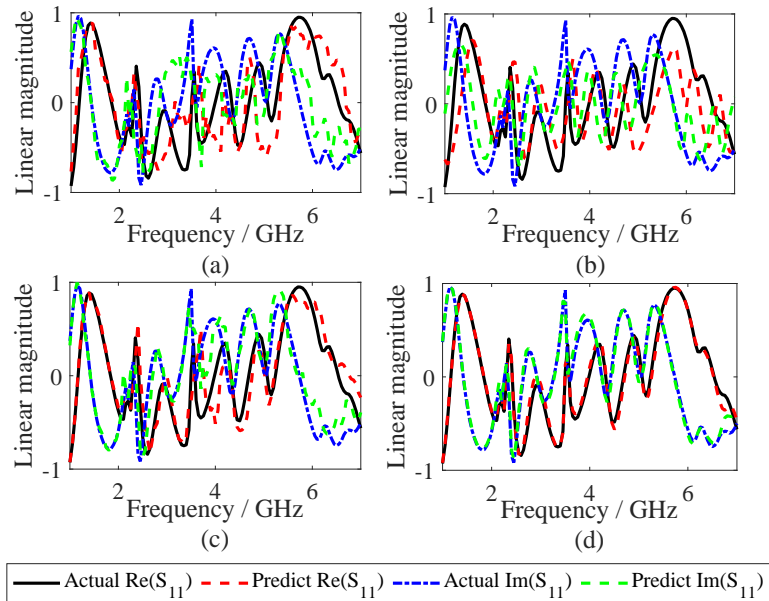 1
0
-1
Linear magnitude
2
4
6
Frequency / GHz
(a)
1
0
-1
Linear magnitude
2
4
6
Frequency / GHz
(b)
1
0
-1
Linear magnitude
2
4
6
Frequency / GHz
(c)
1
0
-1
Linear magnitude
2
4
6
Frequency / GHz
(d)
Actual Re(S₁₁) Predict Re(S₁₁) Actual Im(S₁₁) Predict Im(S₁₁)